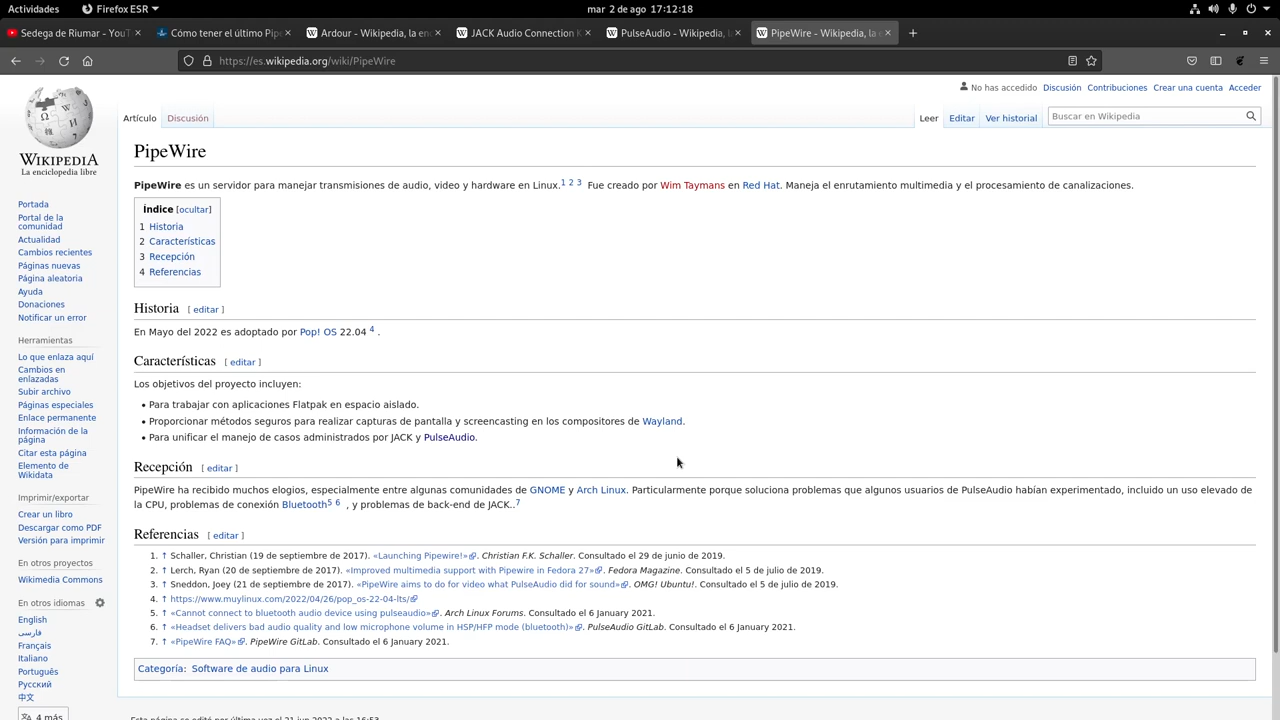 Actividades
Firefox ESR
mar 2 de ago 17:12:18
Sedega de Riumar - YouT
Cómo tener el último Pipe
Ardour - Wikipedia, la en
JACK Audio Connection K
PulseAudio - Wikipedia, la
PipeWire - Wikipedia, la e
https://es.wikipedia.org/wiki/PipeWire
No has accedido Discusión Contribuciones Crear una cuenta Acceder
Artículo Discusión
Leer Editar Ver historial
Buscar en Wikipedia
WIKIPEDIA
La enciclopedia libre
Portada
Portal de la
comunidad
Actualidad
Cambios recientes
Páginas nuevas
Página aleatoria
Ayuda
Donaciones
Notificar un error
Herramientas
Lo que enlaza aquí
Cambios en
enlazadas
Subir archivo
Páginas especiales
Enlace permanente
Información de la
página
Citar esta página
Elemento de
Wikidata
Imprimir/exportar
Crear un libro
Descargar como PDF
Versión para imprimir
En otros proyectos
Wikimedia Commons
En otros idiomas
English
فارسی
Français
Italiano
Português
Русский
中文
4 más
PipeWire
PipeWire es un servidor para manejar transmisiones de audio, video y hardware en Linux.1 2 3 Fue creado por Wim Taymans en Red Hat. Maneja el enrutamiento multimedia y el procesamiento de canalizaciones.
Índice [ocultar]
1 Historia
2 Características
3 Recepción
4 Referencias
Historia [ editar ]
En Mayo del 2022 es adoptado por Pop! OS 22.04 4 .
Características [ editar ]
Los objetivos del proyecto incluyen:
• Para trabajar con aplicaciones Flatpak en espacio aislado.
• Proporcionar métodos seguros para realizar capturas de pantalla y screencasting en los compositores de Wayland.
• Para unificar el manejo de casos administrados por JACK y PulseAudio.
Recepción [ editar ]
PipeWire ha recibido muchos elogios, especialmente entre algunas comunidades de GNOME y Arch Linux. Particularmente porque soluciona problemas que algunos usuarios de PulseAudio habían experimentado, incluido un uso elevado de
la CPU, problemas de conexión Bluetooth5 6 , y problemas de back-end de JACK..7
Referencias [ editar ]
1. ↑ Schaller, Christian (19 de septiembre de 2017). «Launching Pipewire!». Christian F.K. Schaller. Consultado el 29 de junio de 2019.
2. ↑ Lerch, Ryan (20 de septiembre de 2017). «Improved multimedia support with Pipewire in Fedora 27». Fedora Magazine. Consultado el 5 de julio de 2019.
3. ↑ Sneddon, Joey (21 de septiembre de 2017). «PipeWire aims to do for video what PulseAudio did for sound». OMG! Ubuntu!. Consultado el 5 de julio de 2019.
4. ↑ https://www.muylinux.com/2022/04/26/pop_os-22-04-lts/
5. ↑ «Cannot connect to bluetooth audio device using pulseaudio». Arch Linux Forums. Consultado el 6 January 2021.
6. ↑ «Headset delivers bad audio quality and low microphone volume in HSP/HFP mode (bluetooth)». PulseAudio GitLab. Consultado el 6 January 2021.
7. ↑ «PipeWire FAQ». PipeWire GitLab. Consultado el 6 January 2021.
Categoría: Software de audio para Linux
Esta página se editó por última vez el 21 jun 2022 a las 16:53.